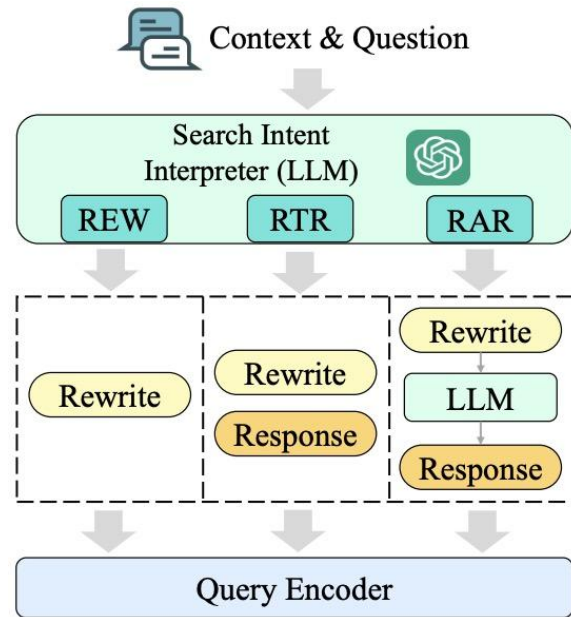 Context & Question
Search Intent
Interpreter (LLM)
REW
RTR
RAR
Rewrite
Rewrite
Response
Rewrite
LLM
Response
Query Encoder